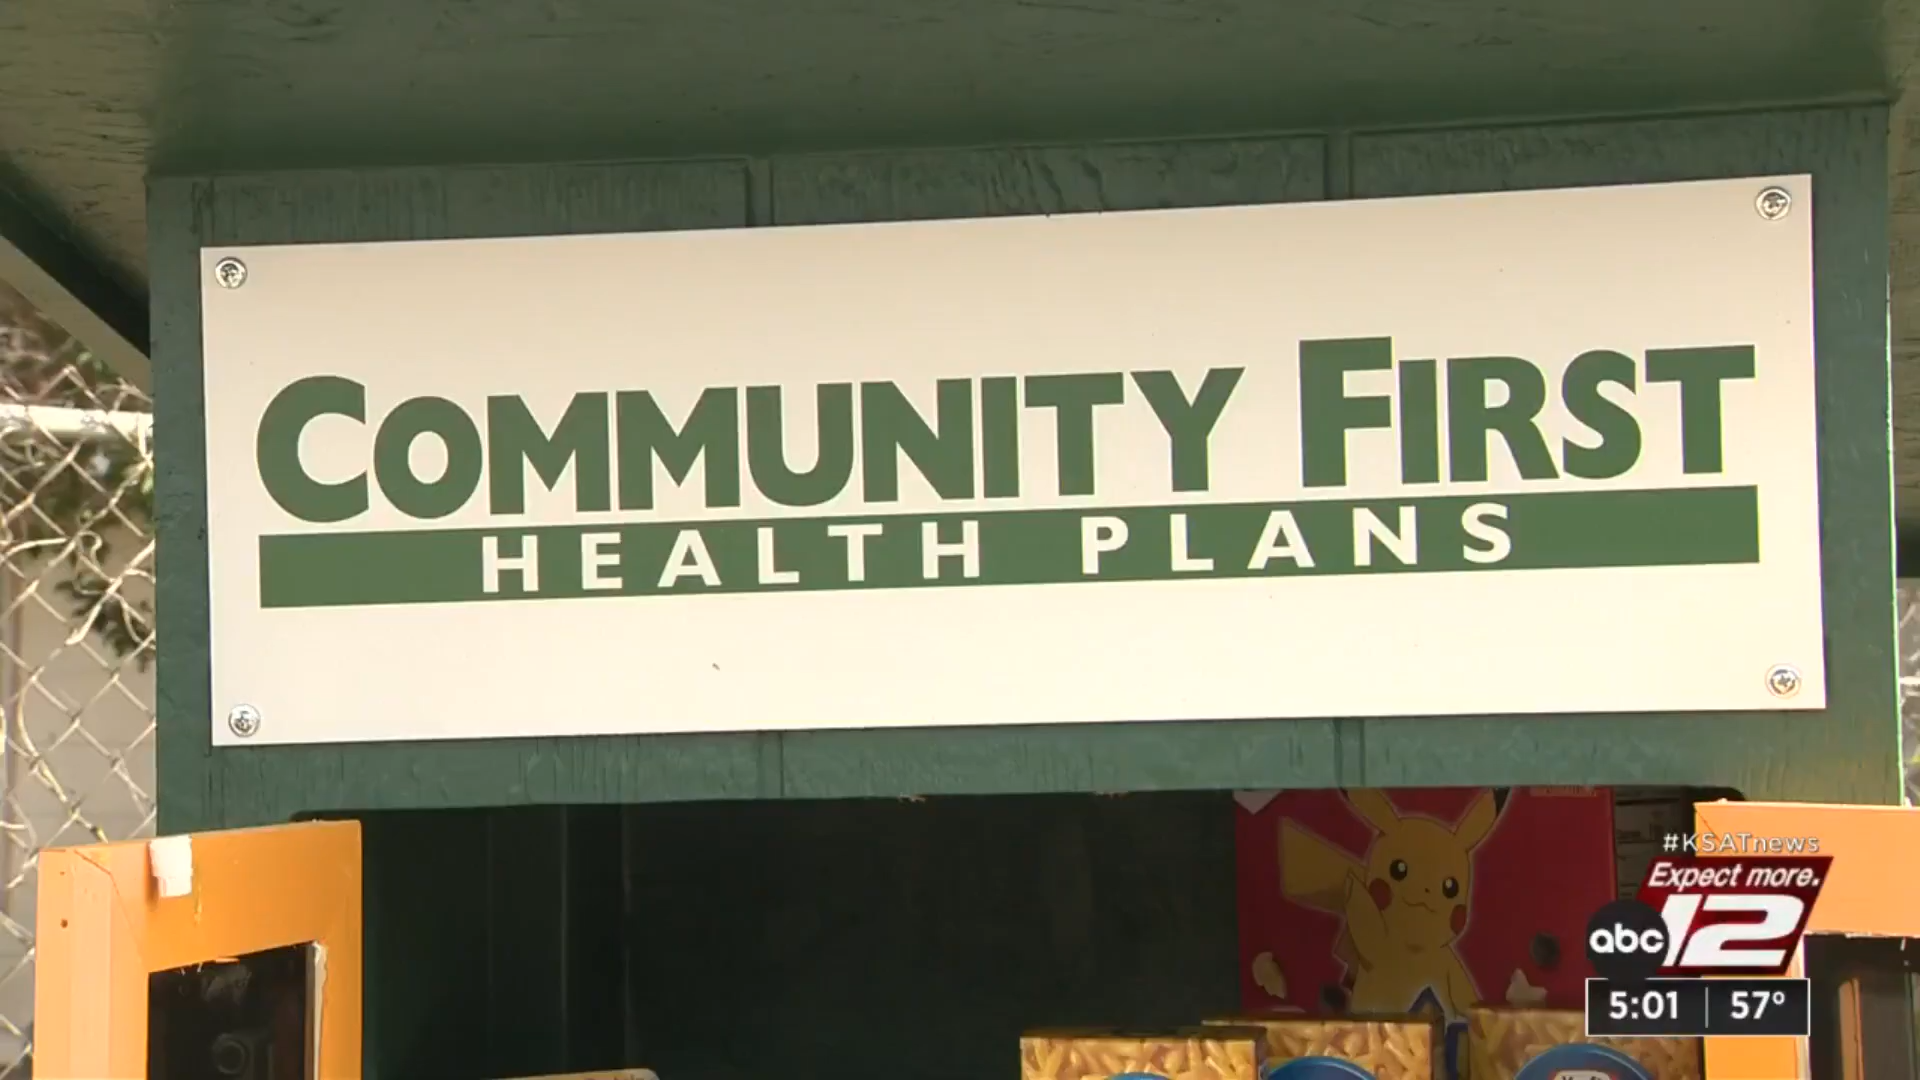 COMMUNITY FIRST
HEALTH PLANS
#KSATnews
Expect more.
abc 12
5:01 57°